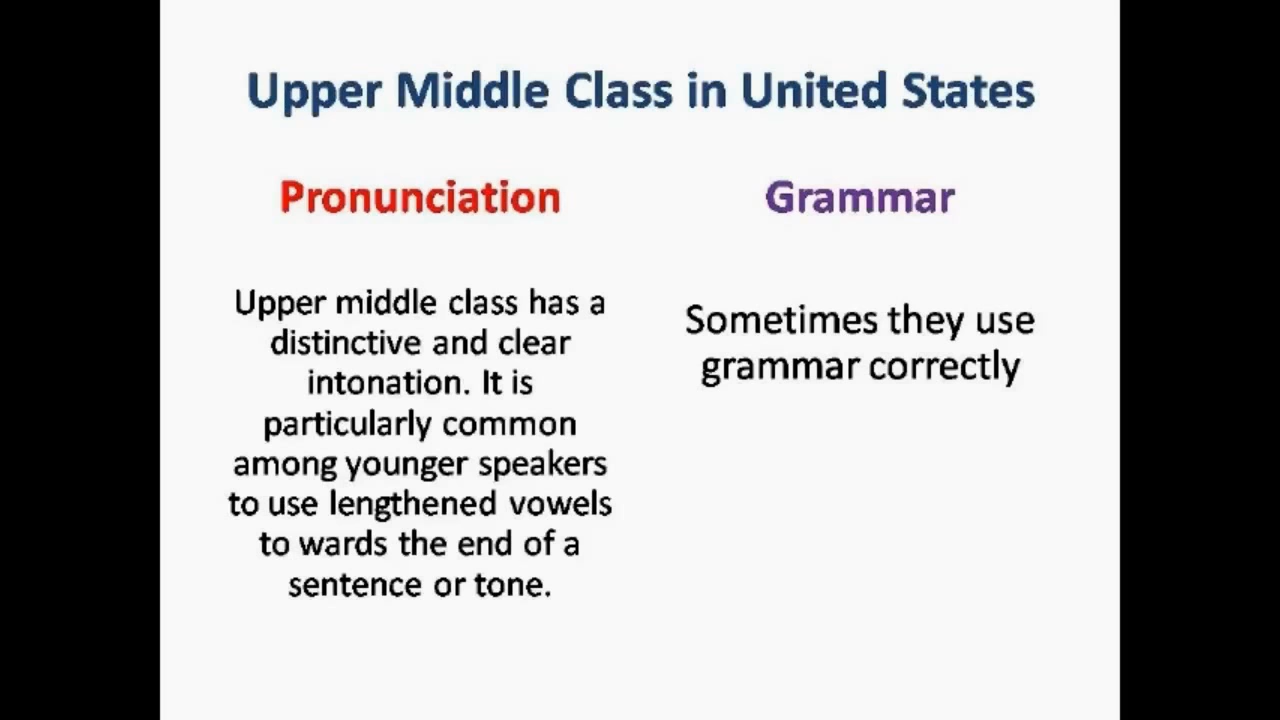 Upper Middle Class in United States
Pronunciation
Upper middle class has a
distinctive and clear
intonation. It is
particularly common
among younger speakers
to use lengthened vowels
to wards the end of a
sentence or tone.
Grammar
Sometimes they use
grammar correctly